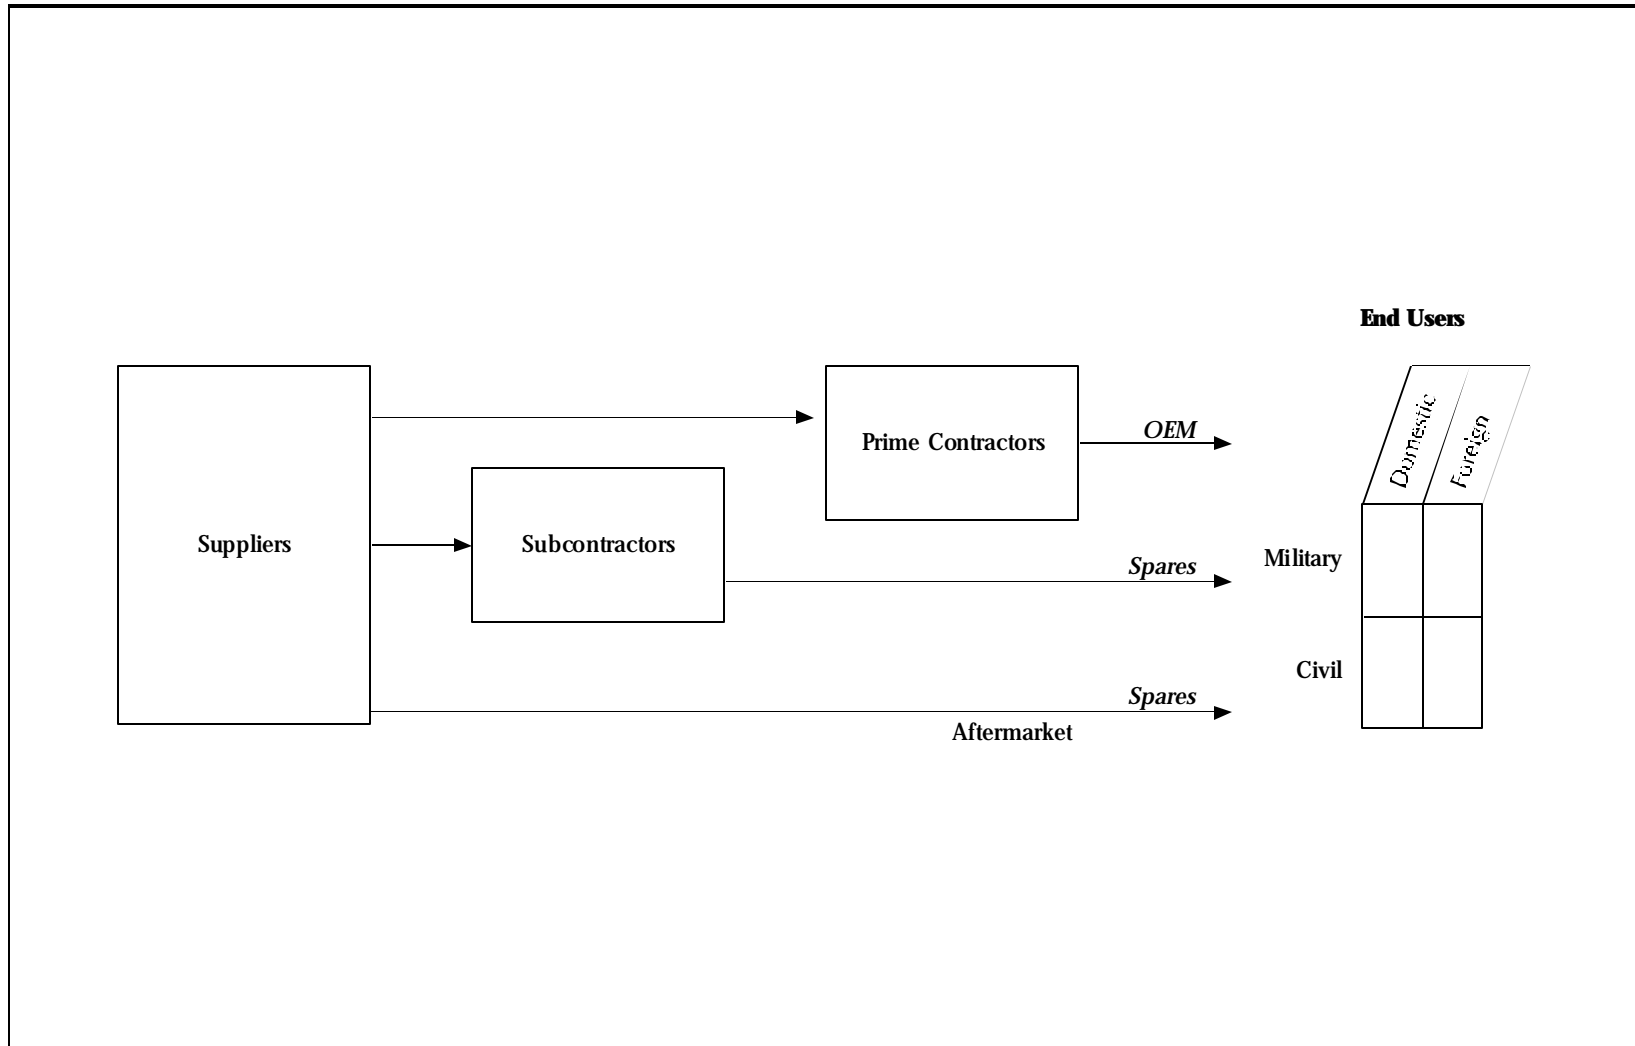 End Users
Domestic
Foreign
Prime Contractors
OEM
Suppliers
Subcontractors
Spares
Military
Civil
Spares
Aftermarket